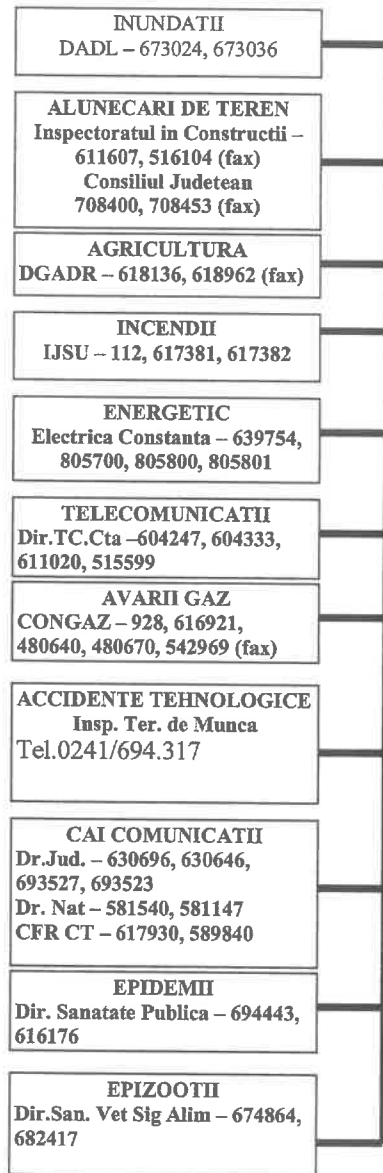 INUNDATII
DADL – 673024, 673036
ALUNECARI DE TEREN
Inspectoratul in Constructii –
611607, 516104 (fax)
Consiliul Judetean
708400, 708453 (fax)
AGRICULTURA
DGADR – 618136, 618962 (fax)
INCENDII
IJSU – 112, 617381, 617382
ENERGETIC
Electrica Constanta – 639754,
805700, 805800, 805801
TELECOMUNICATII
Dir.TC.Cta –604247, 604333,
611020, 515599
AVARII GAZ
CONGAZ – 928, 616921,
480640, 480670, 542969 (fax)
ACCIDENTE TEHNOLOGICE
Insp. Ter. de Munca
Tel.0241/694.317
CAI COMUNICATII
Dr.Jud. – 630696, 630646,
693527, 693523
Dr. Nat – 581540, 581147
CFR CT – 617930, 589840
EPIDEMII
Dir. Sanatate Publica – 694443,
616176
EPIZOOTII
Dir.San. Vet Sig Alim – 674864,
682417